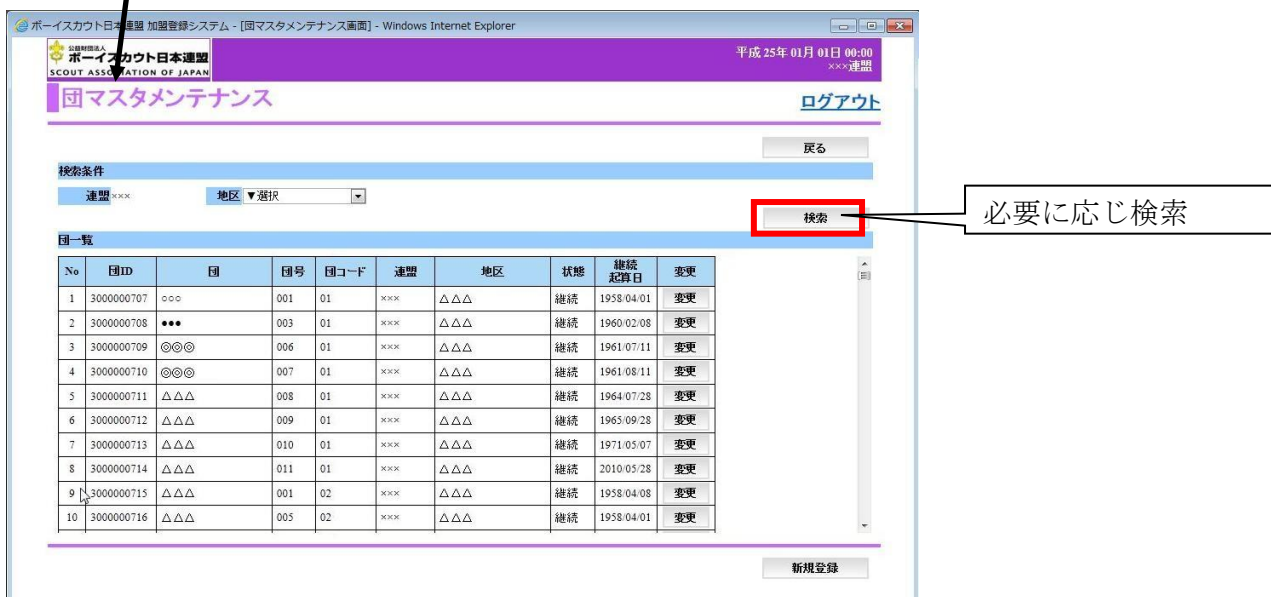 ボーイスカウト日本連盟 加盟登録システム - [団マスタメンテナンス画面] - Windows Internet Explorer
公益財団法人
ボーイスカウト日本連盟
SCOUT ASSOCIATION OF JAPAN
平成 25年 01月 01日 00:00
×××連盟
団マスタメンテナンス
ログアウト
戻る
検索条件
連盟 ××× 地区 ▼選択
検索
必要に応じ検索
団一覧
No 団ID 団 団号 団コード 連盟 地区 状態 継続起算日 変更
1 3000000707 ○○○ 001 01 ××× △△△ 継続 1958/04/01 変更
2 3000000708 ●●● 003 01 ××× △△△ 継続 1960/02/08 変更
3 3000000709 ◎◎◎ 006 01 ××× △△△ 継続 1961/07/11 変更
4 3000000710 ◎◎◎ 007 01 ××× △△△ 継続 1961/08/11 変更
5 3000000711 △△△ 008 01 ××× △△△ 継続 1964/07/28 変更
6 3000000712 △△△ 009 01 ××× △△△ 継続 1965/09/28 変更
7 3000000713 △△△ 010 01 ××× △△△ 継続 1971/05/07 変更
8 3000000714 △△△ 011 01 ××× △△△ 継続 2010/05/28 変更
9 3000000715 △△△ 001 02 ××× △△△ 継続 1958/04/08 変更
10 3000000716 △△△ 005 02 ××× △△△ 継続 1958/04/01 変更
新規登録